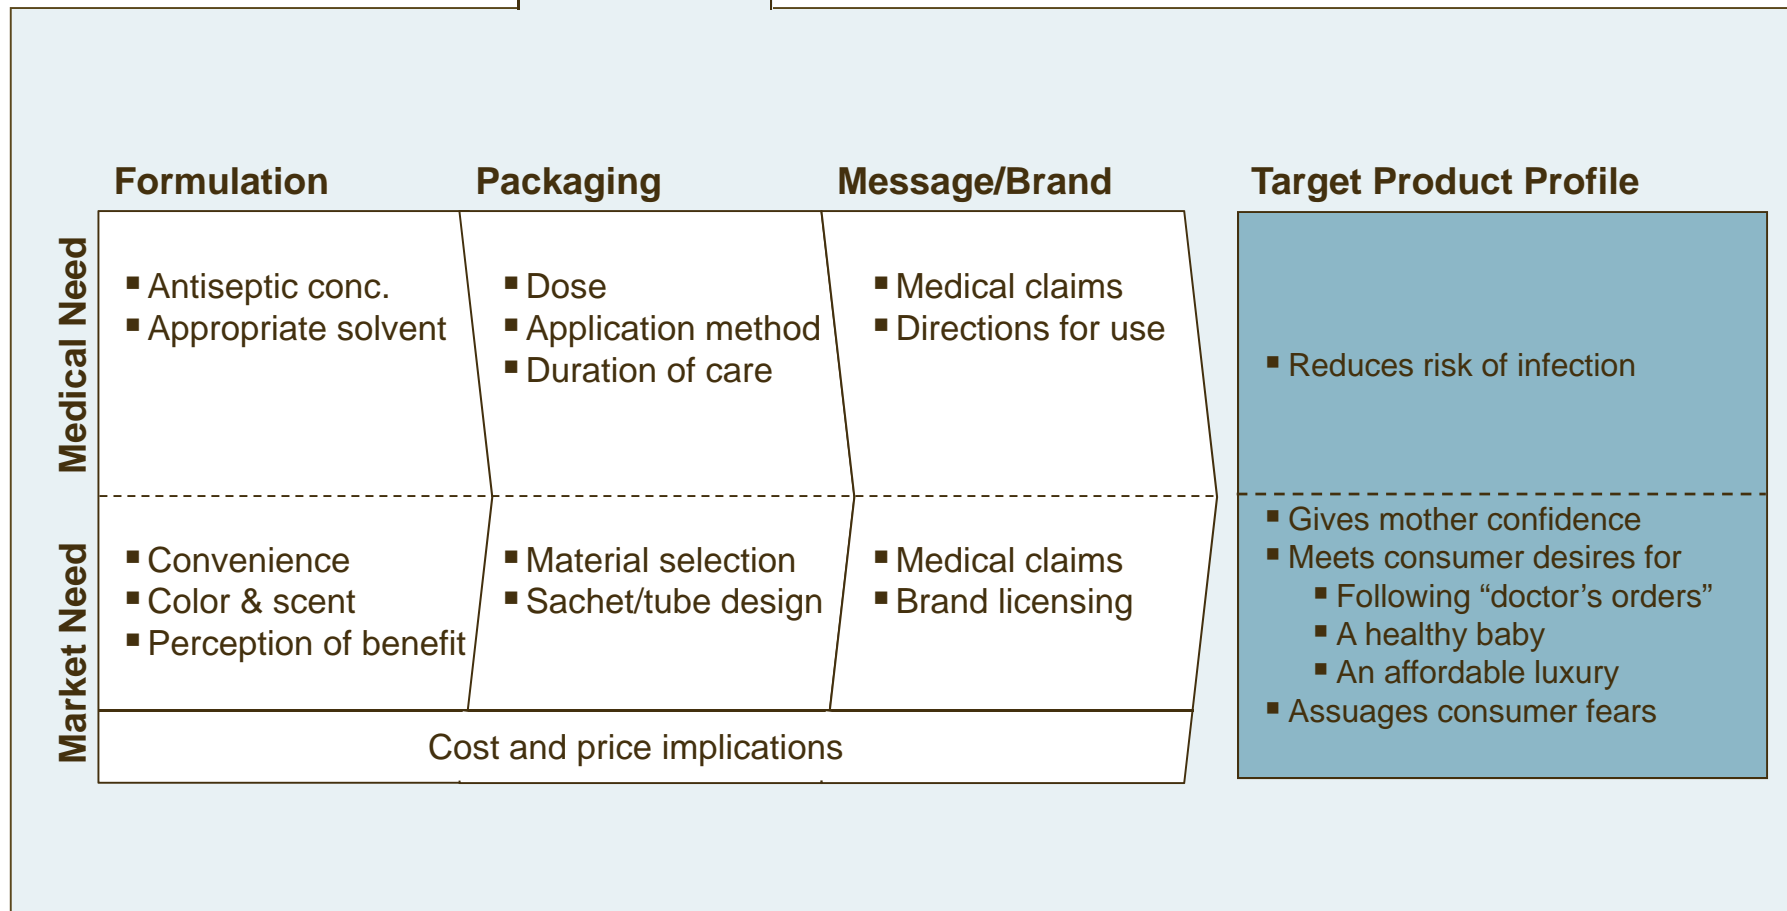 Formulation
Packaging
Message/Brand
Target Product Profile
Medical Need
▪ Antiseptic conc.
▪ Appropriate solvent
▪ Dose
▪ Application method
▪ Duration of care
▪ Medical claims
▪ Directions for use
▪ Reduces risk of infection
Market Need
▪ Convenience
▪ Color & scent
▪ Perception of benefit
▪ Material selection
▪ Sachet/tube design
▪ Medical claims
▪ Brand licensing
▪ Gives mother confidence
▪ Meets consumer desires for
▪ Following “doctor’s orders”
▪ A healthy baby
▪ An affordable luxury
▪ Assuages consumer fears
Cost and price implications